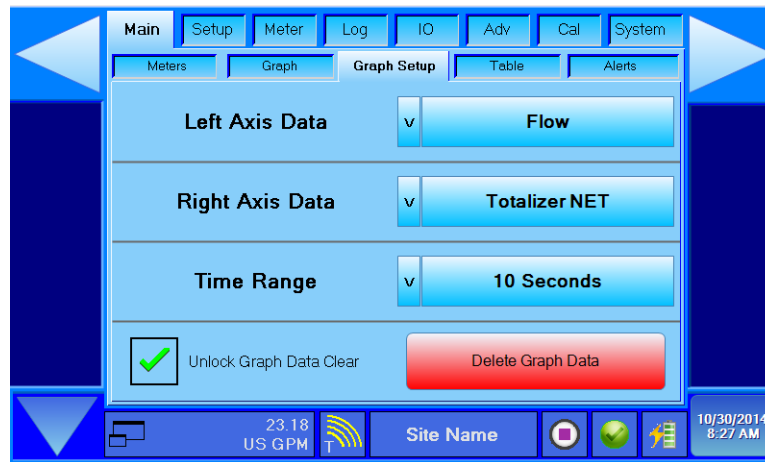 Main Setup Meter Log IO Adv Cal System
Meters Graph Graph Setup Table Alerts
Left Axis Data v Flow
Right Axis Data v Totalizer NET
Time Range v 10 Seconds
Unlock Graph Data Clear Delete Graph Data
23.18
US GPM T Site Name
10/30/2014
8:27 AM